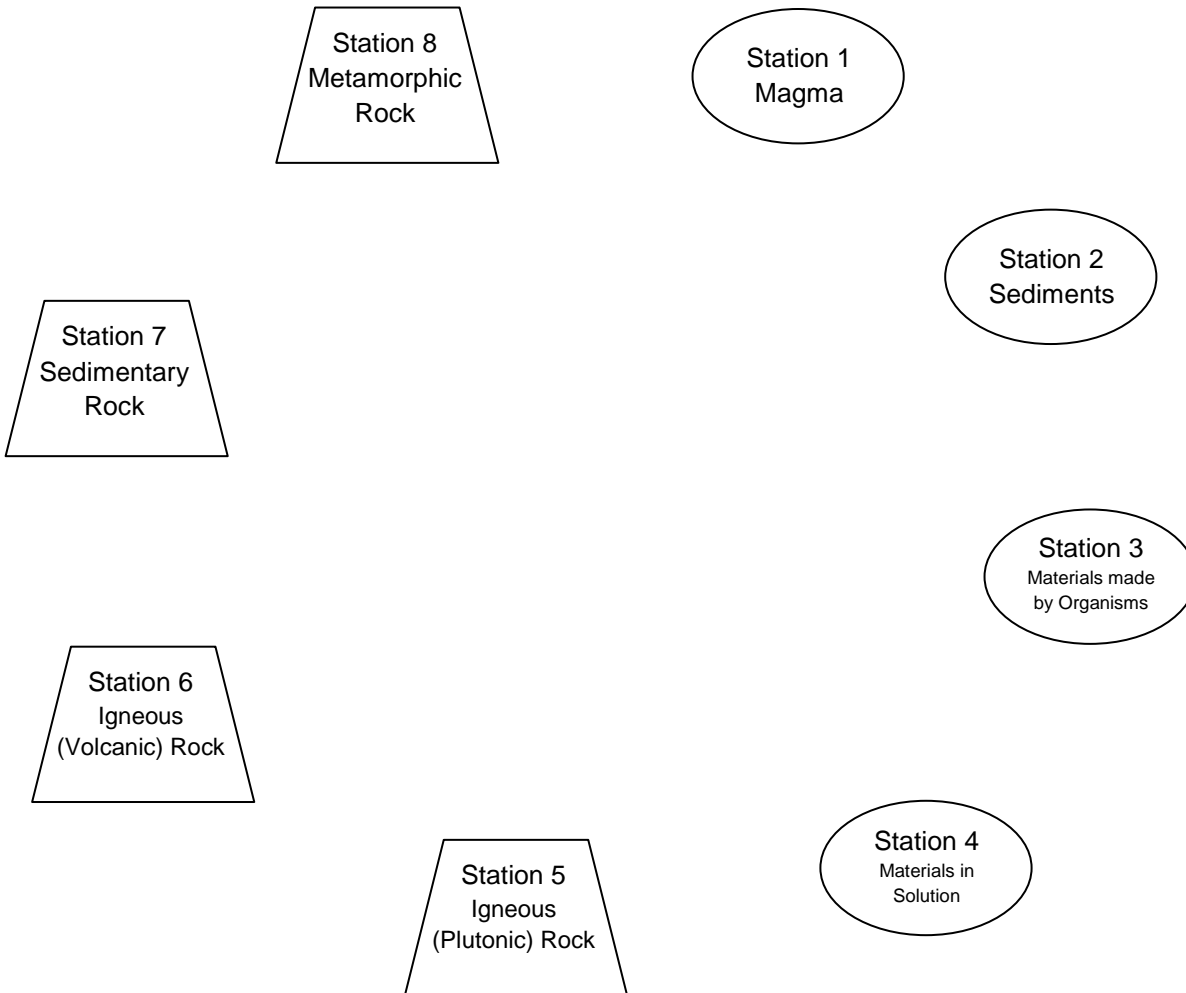 Station 8
Metamorphic
Rock
Station 1
Magma
Station 2
Sediments
Station 7
Sedimentary
Rock
Station 3
Materials made
by Organisms
Station 6
Igneous
(Volcanic) Rock
Station 4
Materials in
Solution
Station 5
Igneous
(Plutonic) Rock